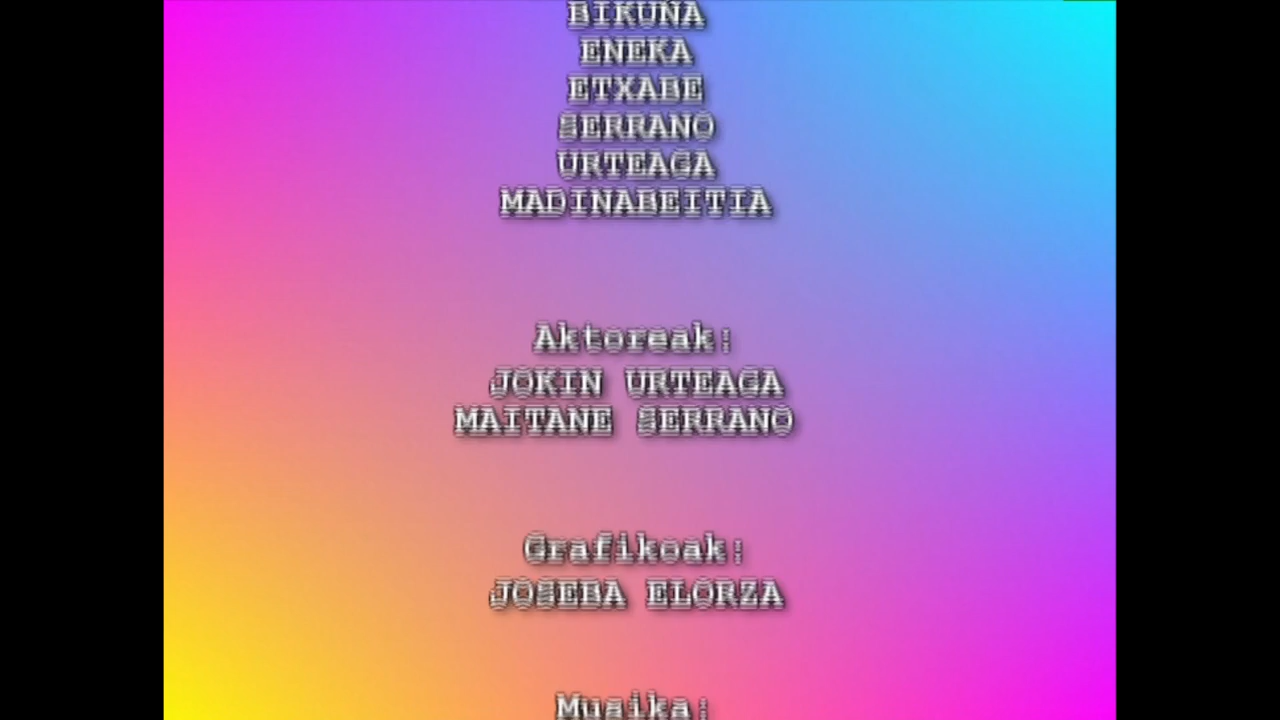 BIKUÑA
ENEKA
ETXABE
SERRANO
URTEAGA
MADINABEITIA
Aktoreak:
JOKIN URTEAGA
MAITANE SERRANO
Grafikoak:
JOSEBA ELORZA
Musika: